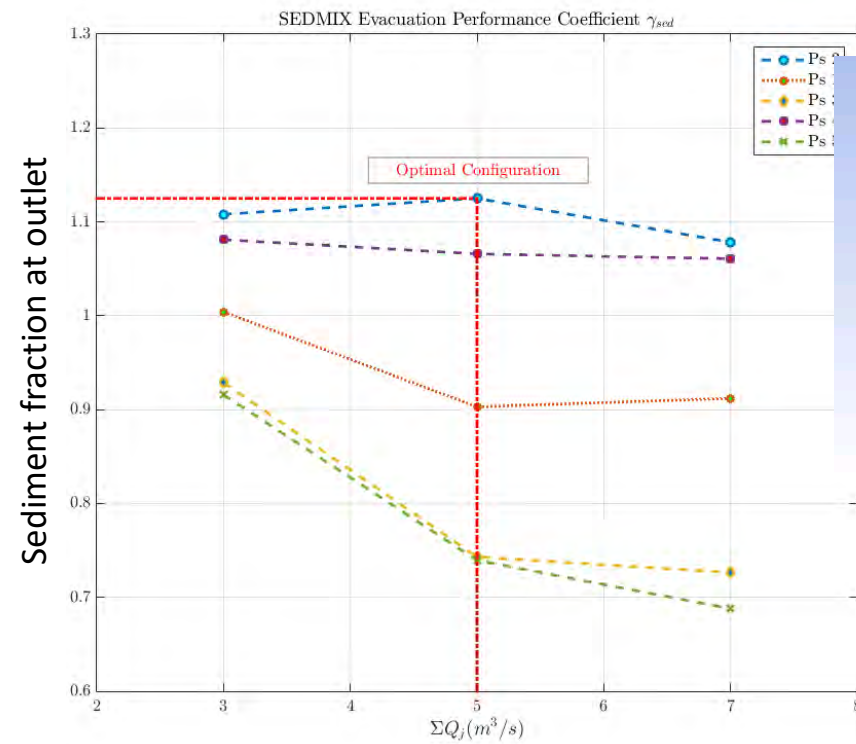 SEDMIX Evacuation Performance Coefficient γsed
1.3
1.2
1.1
1
0.9
0.8
0.7
0.6
Sediment fraction at outlet
Optimal Configuration
Ps 2
Ps
Ps 3
Ps
Ps
2
3
4
5
6
7
8
ΣQj(m³/s)